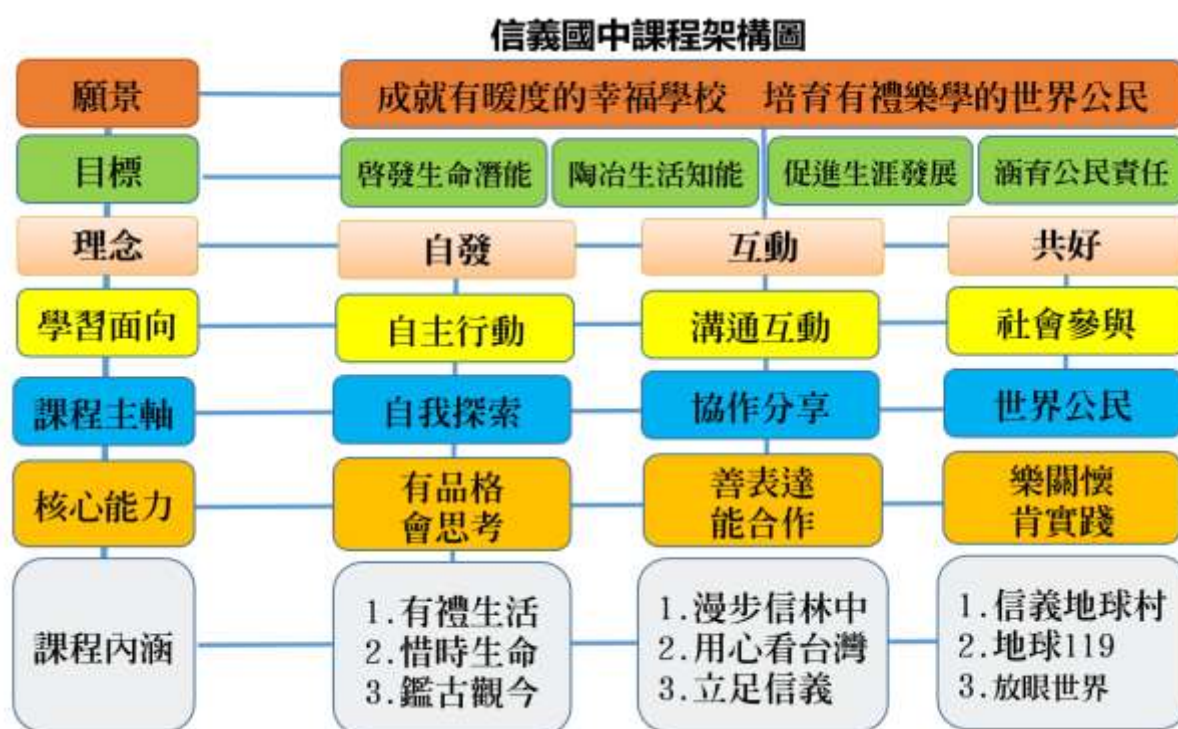 信義國中課程架構圖
願景
成就有暖度的幸福學校 培育有禮樂學的世界公民
目標
啓發生命潛能
陶冶生活知能
促進生涯發展
涵育公民責任
理念
自發
互動
共好
學習面向
自主行動
溝通互動
社會參與
課程主軸
自我探索
協作分享
世界公民
核心能力
有品格
會思考
善表達
能合作
樂關懷
肯實踐
課程內涵
1.有禮生活
2.惜時生命
3.鑑古觀今
1.漫步信林中
2.用心看台灣
3.立足信義
1.信義地球村
2.地球119
3.放眼世界